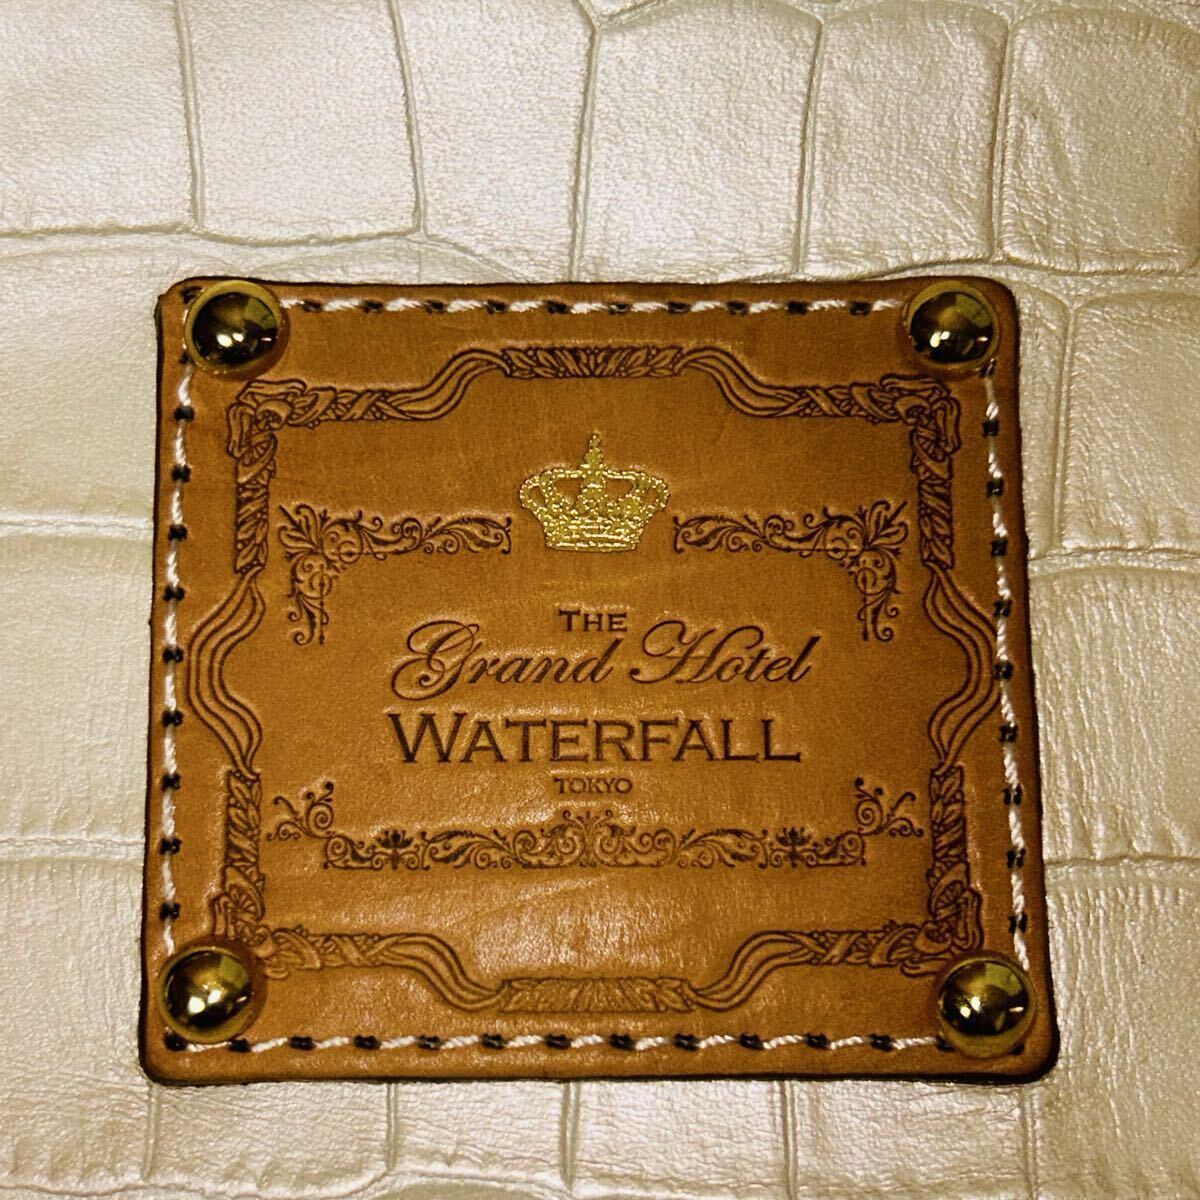 THE
Grand Hotel
WATERFALL
TOKYO